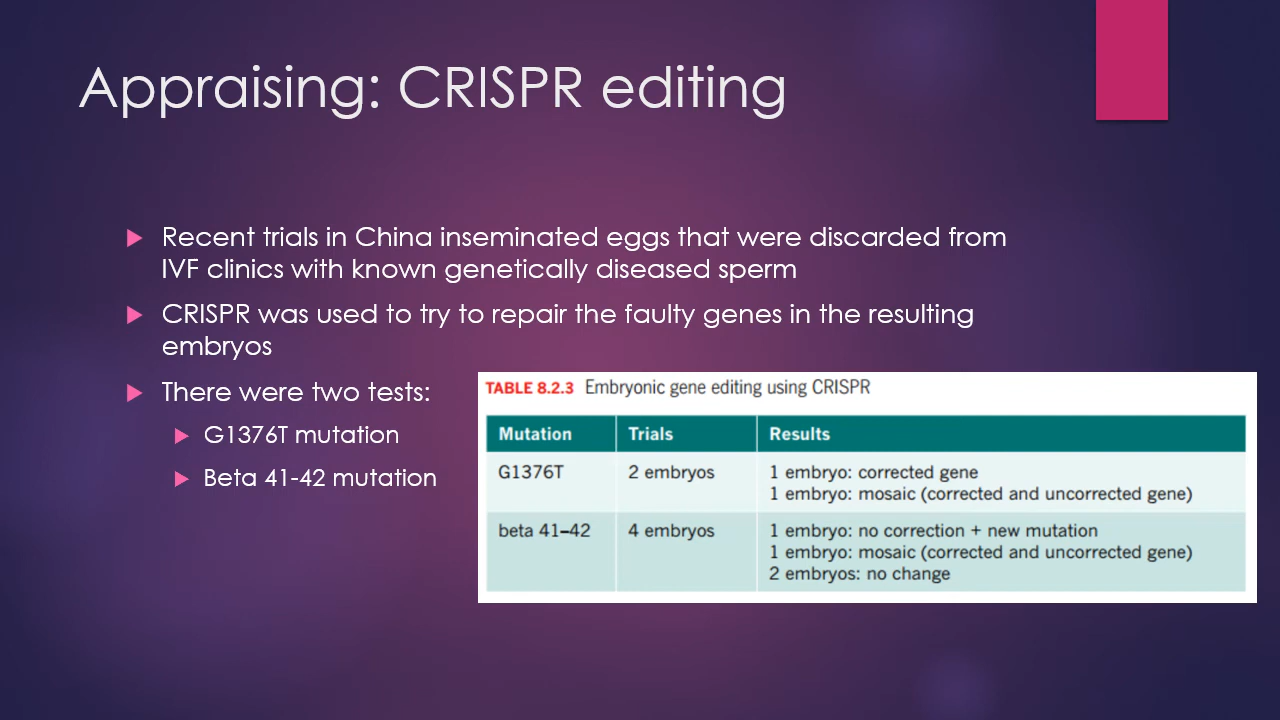 Appraising: CRISPR editing
Recent trials in China inseminated eggs that were discarded from
IVF clinics with known genetically diseased sperm
CRISPR was used to try to repair the faulty genes in the resulting
embryos
There were two tests:
G1376T mutation
Beta 41-42 mutation
TABLE 8.2.3 Embryonic gene editing using CRISPR
Mutation Trials Results
G1376T 2 embryos 1 embryo: corrected gene
1 embryo: mosaic (corrected and uncorrected gene)
beta 41–42 4 embryos 1 embryo: no correction + new mutation
1 embryo: mosaic (corrected and uncorrected gene)
2 embryos: no change